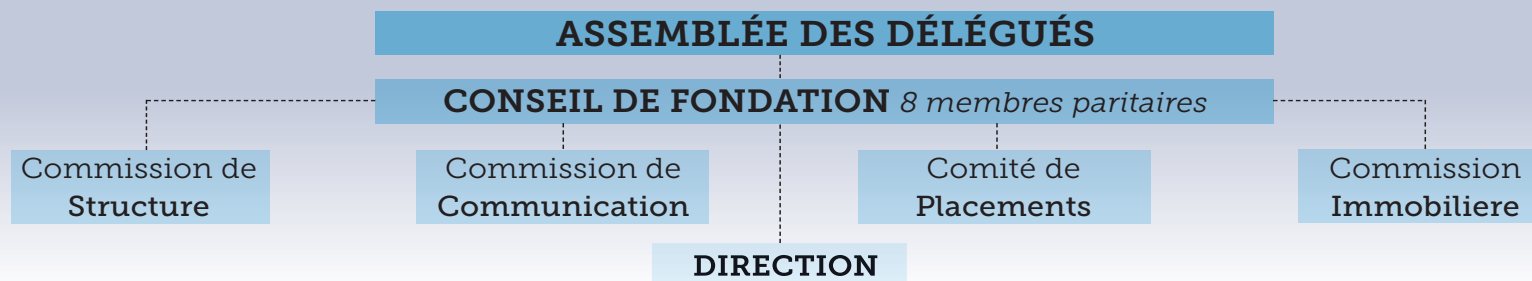 ASSEMBLÉE DES DÉLÉGUÉS
CONSEIL DE FONDATION 8 membres paritaires
Commission de
Structure
Commission de
Communication
Comité de
Placements
Commission
Immobiliere
DIRECTION